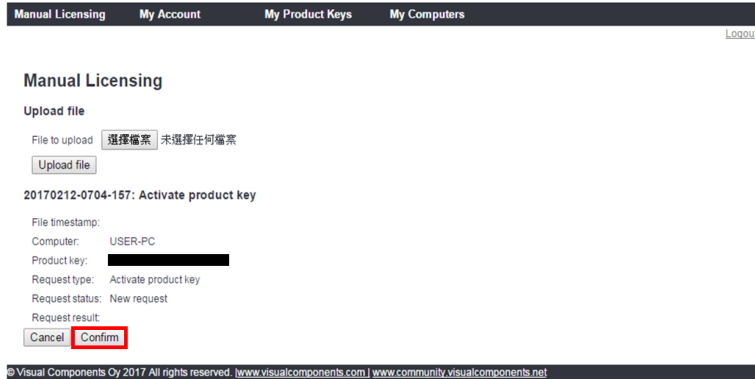 Manual Licensing My Account My Product Keys My Computers
Logout
Manual Licensing
Upload file
File to upload 選擇檔案 未選擇任何檔案
Upload file
20170212-0704-157: Activate product key
File timestamp:
Computer: USER-PC
Product key:
Request type: Activate product key
Request status: New request
Request result:
Cancel Confirm
© Visual Components Oy 2017 All rights reserved. |www.visualcomponents.com | www.community.visualcomponents.net